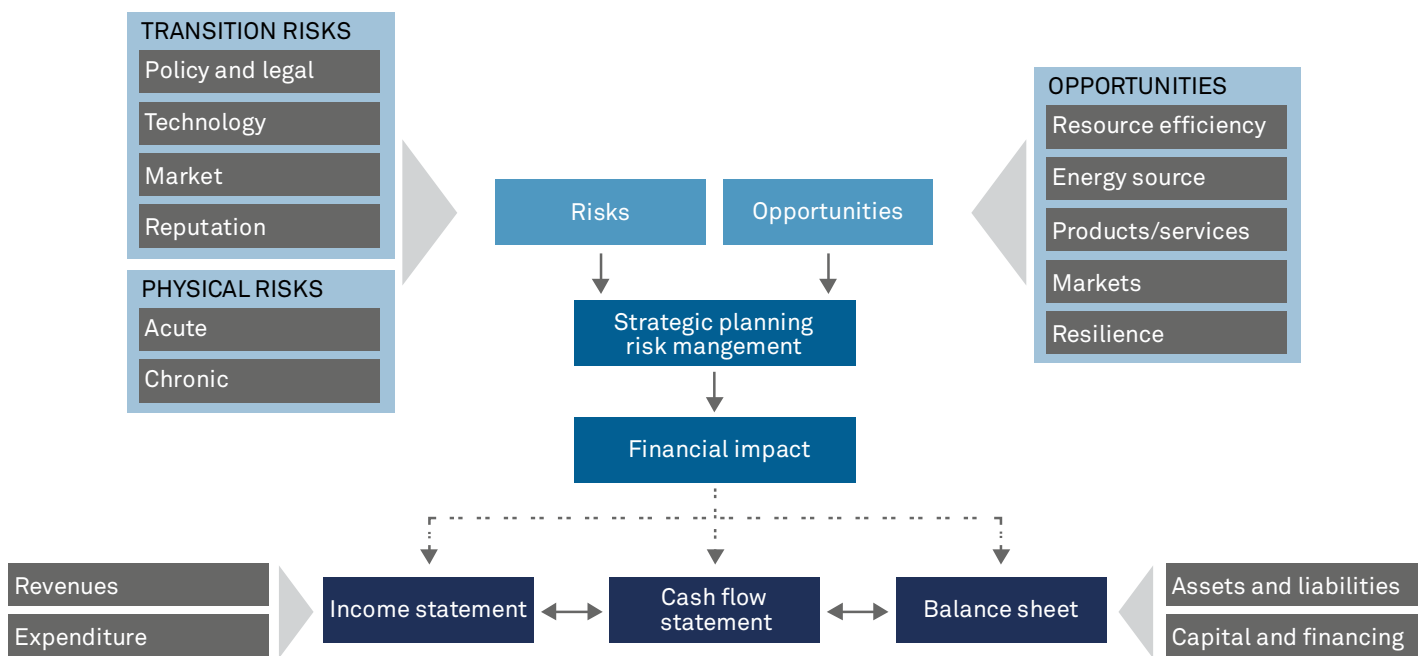 TRANSITION RISKS
Policy and legal
Technology
Market
Reputation
PHYSICAL RISKS
Acute
Chronic
Risks
Opportunities
OPPORTUNITIES
Resource efficiency
Energy source
Products/services
Markets
Resilience
Strategic planning
risk mangement
Financial impact
Revenues
Expenditure
Income statement
Cash flow
statement
Balance sheet
Assets and liabilities
Capital and financing